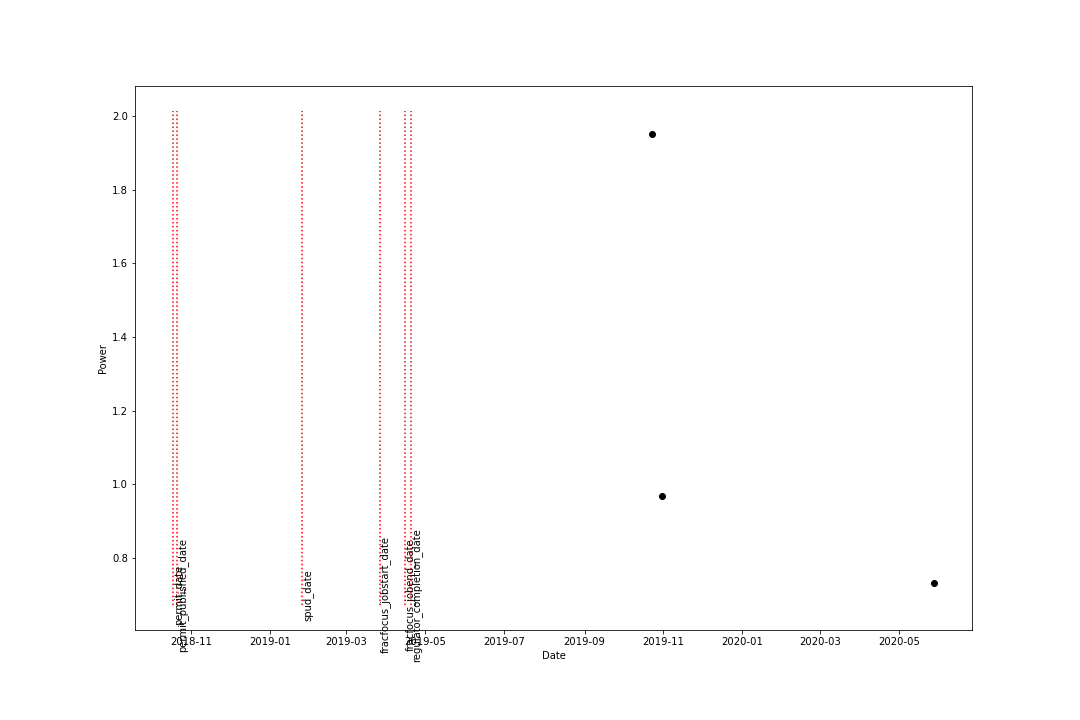 2.0
1.8
1.6
1.4
1.2
1.0
0.8
Power
permit_date
permit_published_date
spud_date
fracfocus_jobstart_date
fracfocus_jobend_date
regulator_completion_date
2018-11
2019-01
2019-03
2019-05
2019-07
2019-09
2019-11
2020-01
2020-03
2020-05
Date